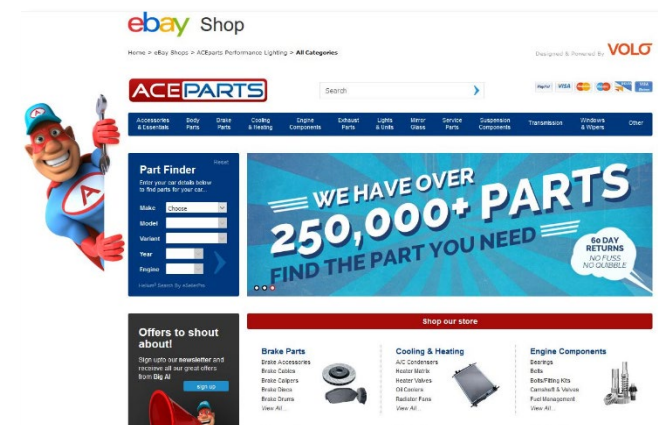 ebay Shop
Home > eBay Shops > ACEparts Performance Lighting > All Categories
Designed & Powered By VOLO
ACEPARTS
Search
PayPal VISA
Accessories & Essentials
Body Parts
Brake Parts
Cooling & Heating
Engine Components
Exhaust Parts
Lights & Units
Mirror Glass
Service Parts
Suspension Components
Transmission
Windows & Wipers
Other
A
A
Part Finder
Reset
Enter your car details below
to find parts for your car...
Make Choose
Model
Variant
Year
Engine
WE HAVE OVER
250,000+ PARTS
FIND THE PART YOU NEED
60 DAY
RETURNS
NO FUSS
NO QUIBBLE
Shop our store
Offers to shout
about!
Sign upto our newsletter and
receieve all our great offers
from Big Al
sign up
Brake Parts
Brake Accessories
Brake Cables
Brake Calipers
Brake Discs
Brake Drums
View All...
Cooling & Heating
A/C Condensers
Heater Matrix
Heater Valves
Oil Coolers
Radiator Fans
View All...
Engine Components
Bearings
Belts
Bolts/Fitting Kits
Camshaft & Valves
Fuel Management
View All...